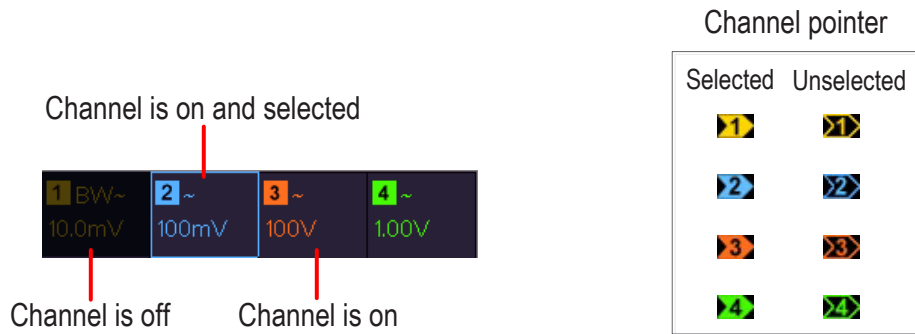 Channel pointer
Selected Unselected
1 1
2 2
3 3
4 4
Channel is on and selected
1 BW~ 2 ~ 3 ~ 4 ~
10.0mV 100mV 100V 1.00V
Channel is off Channel is on